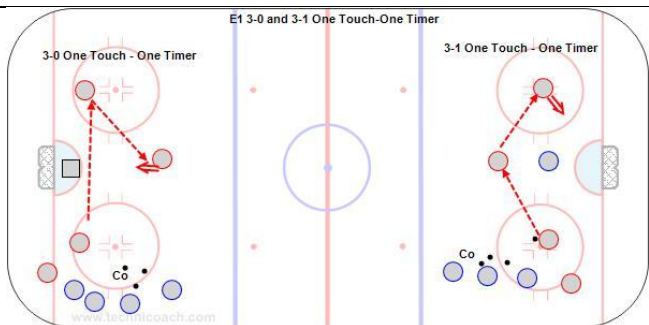 E1 3-0 and 3-1 One Touch-One Timer
3-0 One Touch - One Timer
3-1 One Touch - One Timer
Co
Co
www.technicoach.com